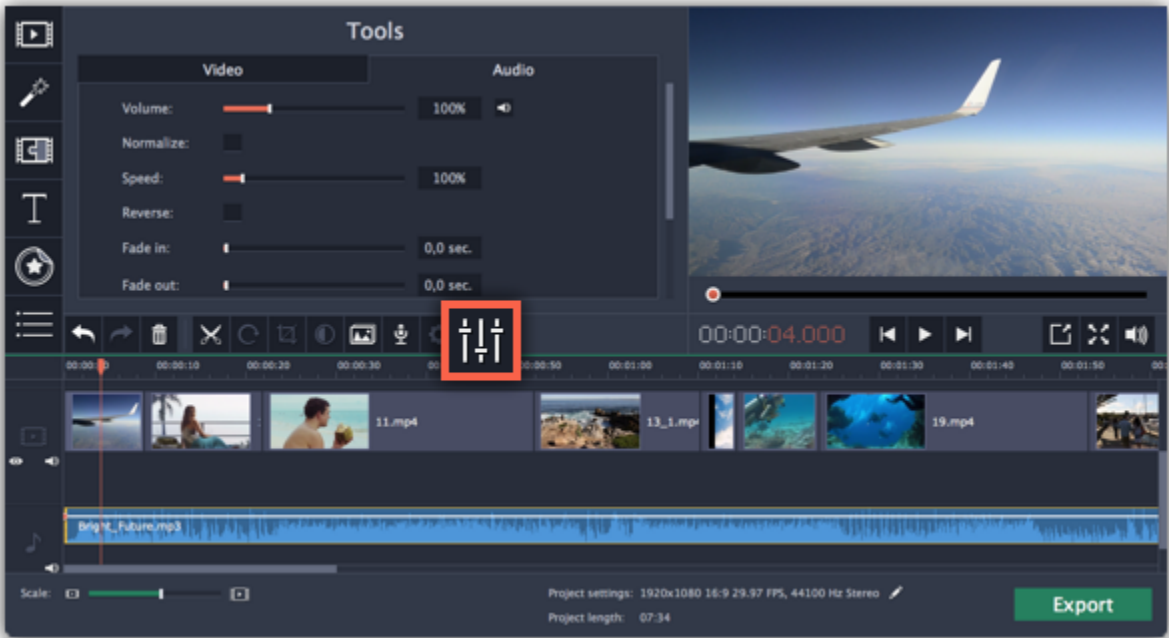 Tools
Video Audio
Volume: 100%
Normalize:
Speed: 100%
Reverse:
Fade in: 0,0 sec.
Fade out: 0,0 sec.
00:00:04.000
00:00:10 00:00:20 00:00:30 00:00:50 00:01:00 00:01:10 00:01:20 00:01:30 00:01:40 00:01:50
11.mp4 13_1.mp 19.mp4
Bright_Future.mp3
Scale:
Project settings: 1920x1080 16:9 29.97 FPS, 44100 Hz Stereo
Project length: 07:34
Export